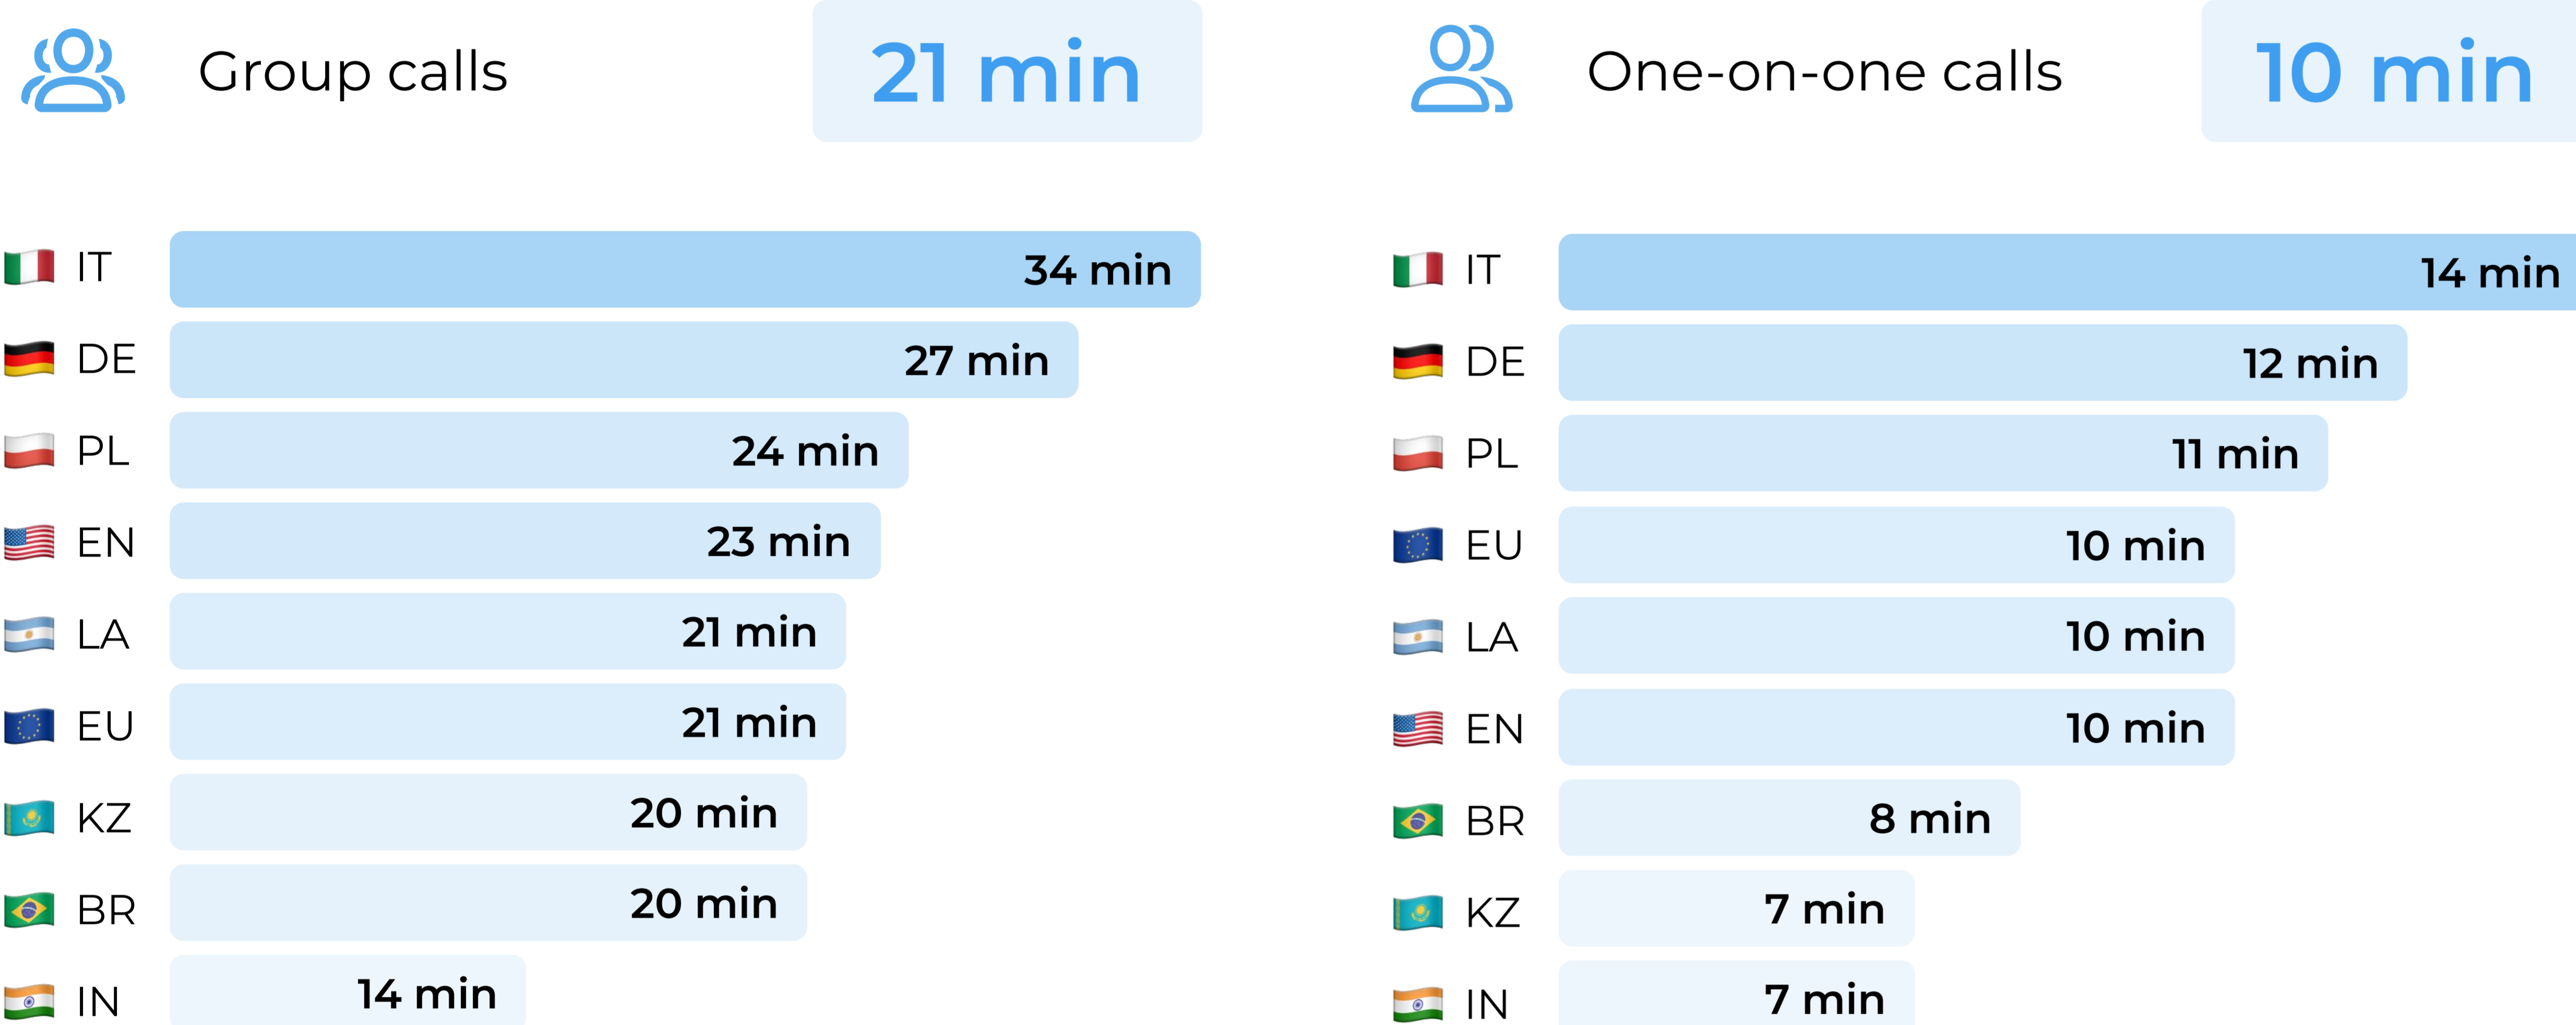 Group calls
21 min
IT
34 min
DE
27 min
PL
24 min
EN
23 min
LA
21 min
EU
21 min
KZ
20 min
BR
20 min
IN
14 min
One-on-one calls
10 min
IT
14 min
DE
12 min
PL
11 min
EU
10 min
LA
10 min
EN
10 min
BR
8 min
KZ
7 min
IN
7 min